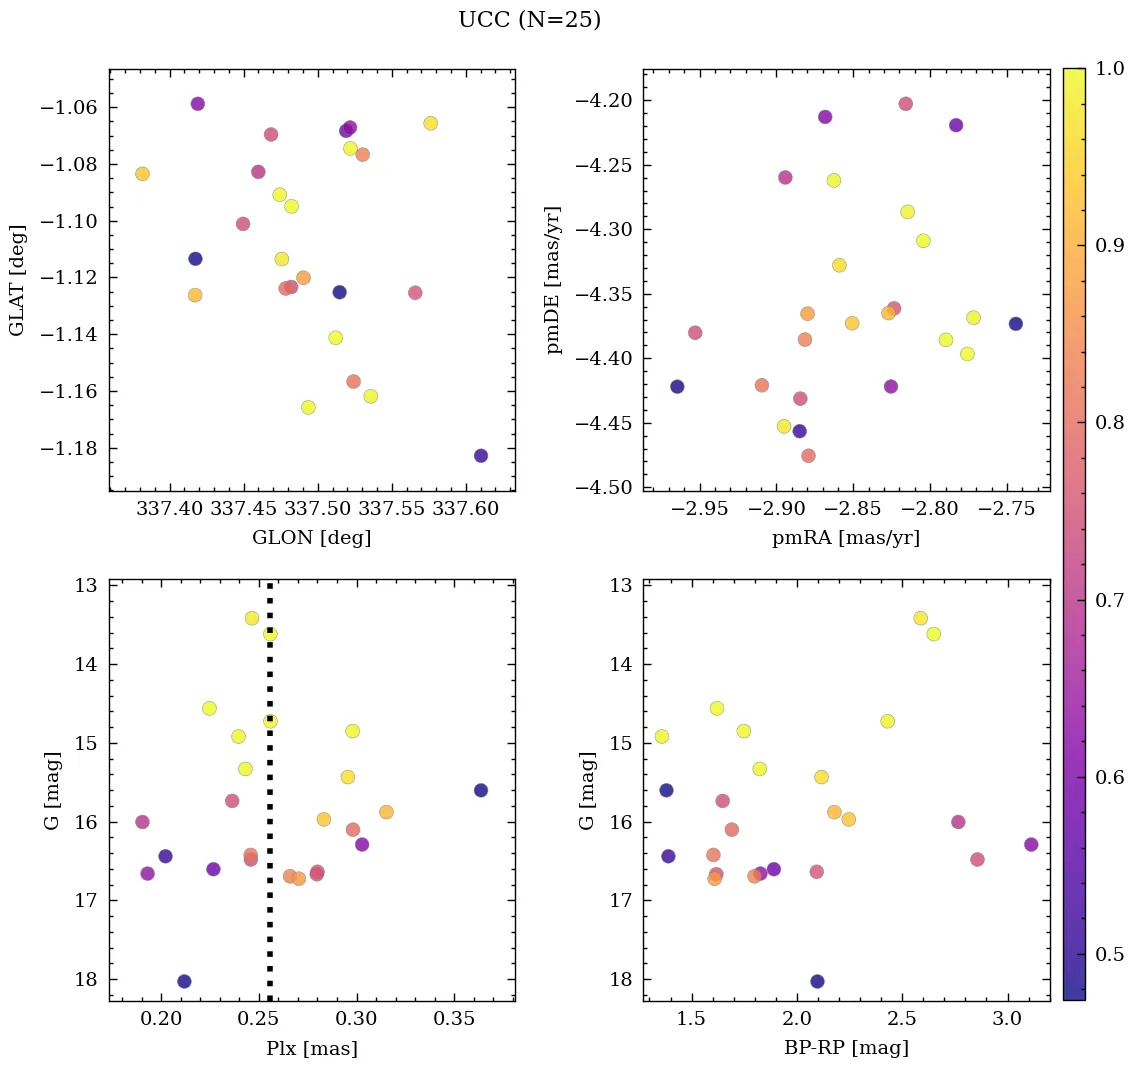 UCC (N=25)
−1.06
−1.08
−1.10
−1.12
−1.14
−1.16
−1.18
GLAT [deg]
337.40 337.45 337.50 337.55 337.60
GLON [deg]
−4.20
−4.25
−4.30
−4.35
−4.40
−4.45
−4.50
pmDE [mas/yr]
−2.95 −2.90 −2.85 −2.80 −2.75
pmRA [mas/yr]
1.0
0.9
0.8
0.7
0.6
0.5
13
14
15
16
17
18
G [mag]
0.20 0.25 0.30 0.35
Plx [mas]
13
14
15
16
17
18
G [mag]
1.5 2.0 2.5 3.0
BP-RP [mag]